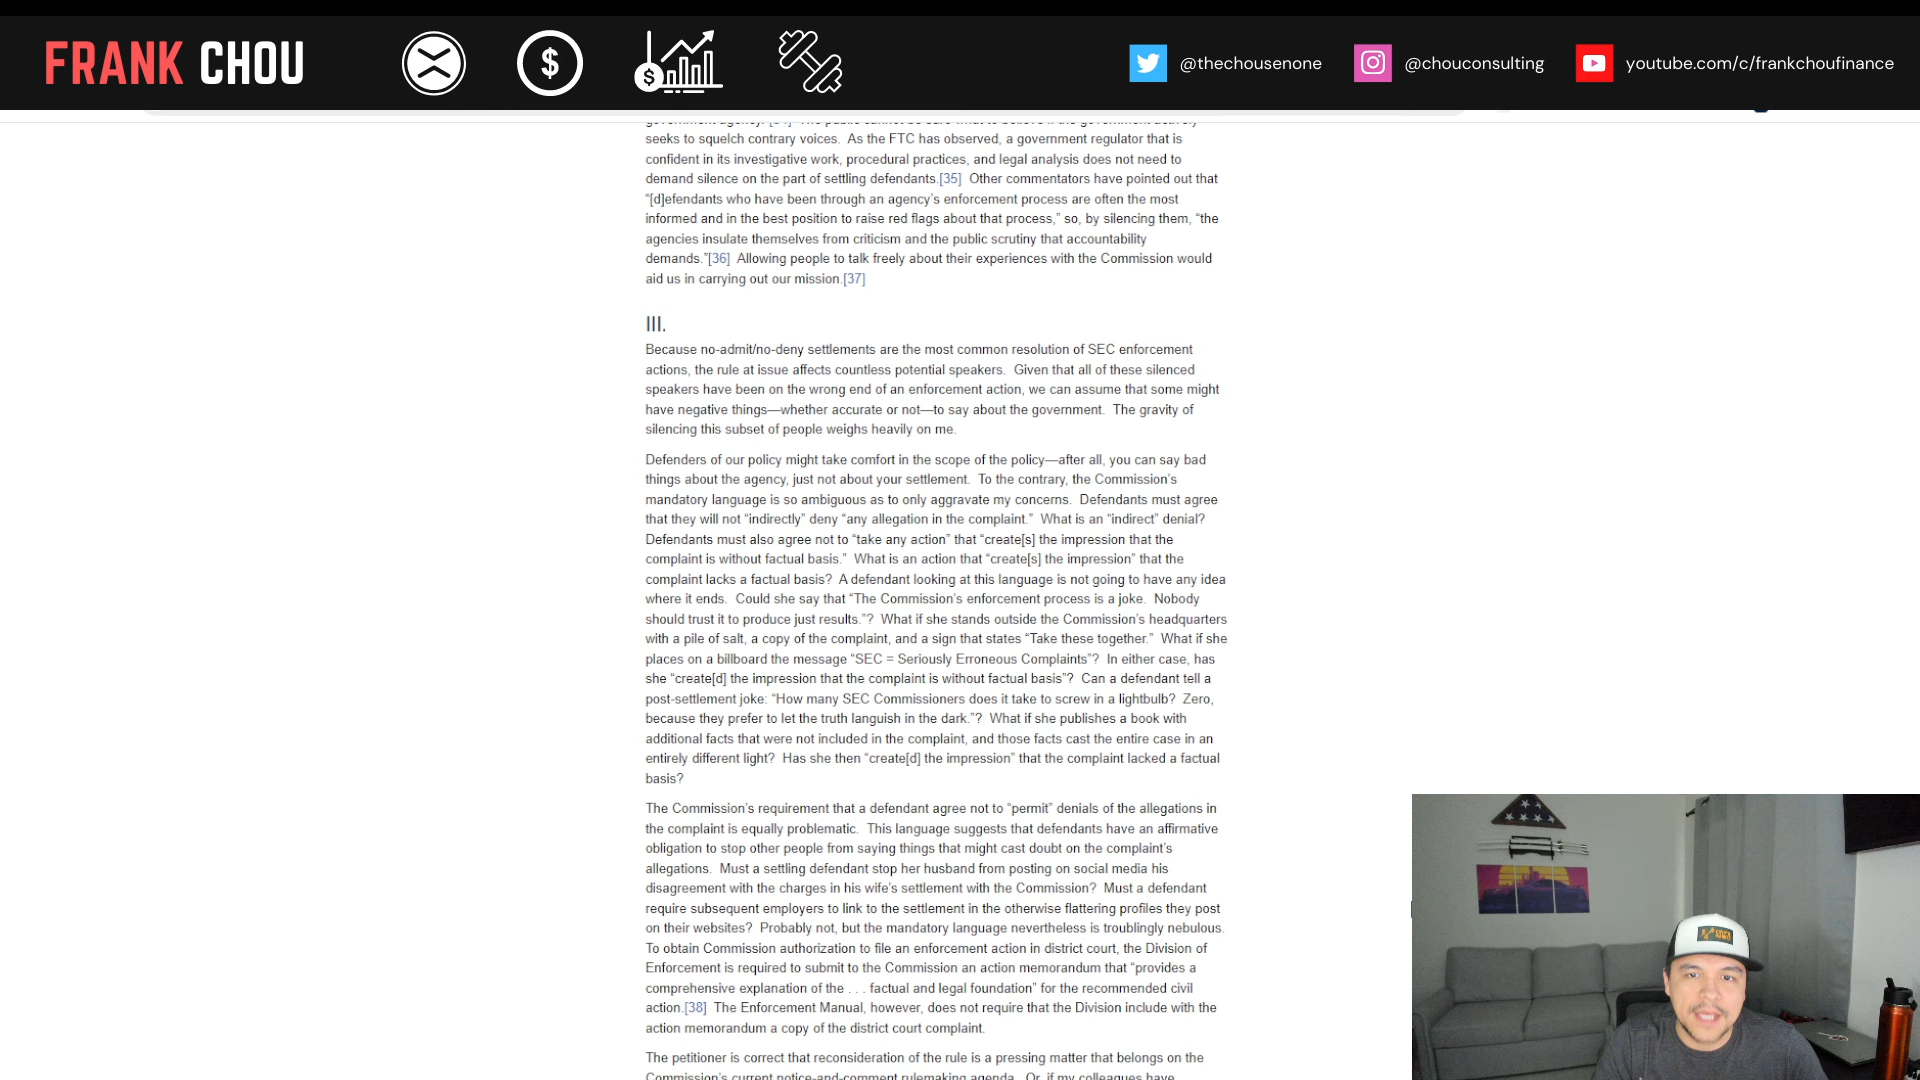 FRANK CHOU
@thechousenone
@chouconsulting
youtube.com/c/frankchoufinance
government agency."[34]  The public cannot be sure what to believe if the government actively
seeks to squelch contrary voices.  As the FTC has observed, a government regulator that is
confident in its investigative work, procedural practices, and legal analysis does not need to
demand silence on the part of settling defendants.[35]  Other commentators have pointed out that
“[d]efendants who have been through an agency’s enforcement process are often the most
informed and in the best position to raise red flags about that process,” so, by silencing them, “the
agencies insulate themselves from criticism and the public scrutiny that accountability
demands.”[36]  Allowing people to talk freely about their experiences with the Commission would
aid us in carrying out our mission.[37]
III.
Because no-admit/no-deny settlements are the most common resolution of SEC enforcement
actions, the rule at issue affects countless potential speakers.  Given that all of these silenced
speakers have been on the wrong end of an enforcement action, we can assume that some might
have negative things—whether accurate or not—to say about the government.  The gravity of
silencing this subset of people weighs heavily on me.
Defenders of our policy might take comfort in the scope of the policy—after all, you can say bad
things about the agency, just not about your settlement.  To the contrary, the Commission’s
mandatory language is so ambiguous as to only aggravate my concerns.  Defendants must agree
that they will not “indirectly” deny “any allegation in the complaint.”  What is an “indirect” denial?
Defendants must also agree not to “take any action” that “create[s] the impression that the
complaint is without factual basis.”  What is an action that “create[s] the impression” that the
complaint lacks a factual basis?  A defendant looking at this language is not going to have any idea
where it ends.  Could she say that “The Commission’s enforcement process is a joke.  Nobody
should trust it to produce just results.”?  What if she stands outside the Commission’s headquarters
with a pile of salt, a copy of the complaint, and a sign that states “Take these together.”  What if she
places on a billboard the message “SEC = Seriously Erroneous Complaints”?  In either case, has
she “create[d] the impression that the complaint is without factual basis”?  Can a defendant tell a
post-settlement joke: “How many SEC Commissioners does it take to screw in a lightbulb?  Zero,
because they prefer to let the truth languish in the dark.”?  What if she publishes a book with
additional facts that were not included in the complaint, and those facts cast the entire case in an
entirely different light?  Has she then “create[d] the impression” that the complaint lacked a factual
basis?
The Commission’s requirement that a defendant agree not to “permit” denials of the allegations in
the complaint is equally problematic.  This language suggests that defendants have an affirmative
obligation to stop other people from saying things that might cast doubt on the complaint’s
allegations.  Must a settling defendant stop her husband from posting on social media his
disagreement with the charges in his wife’s settlement with the Commission?  Must a defendant
require subsequent employers to link to the settlement in the otherwise flattering profiles they post
on their websites?  Probably not, but the mandatory language nevertheless is troublingly nebulous.
To obtain Commission authorization to file an enforcement action in district court, the Division of
Enforcement is required to submit to the Commission an action memorandum that “provides a
comprehensive explanation of the . . . factual and legal foundation” for the recommended civil
action.[38]  The Enforcement Manual, however, does not require that the Division include with the
action memorandum a copy of the district court complaint.
The petitioner is correct that reconsideration of the rule is a pressing matter that belongs on the
Commission’s current notice-and-comment rulemaking agenda.  Or, if my colleagues have